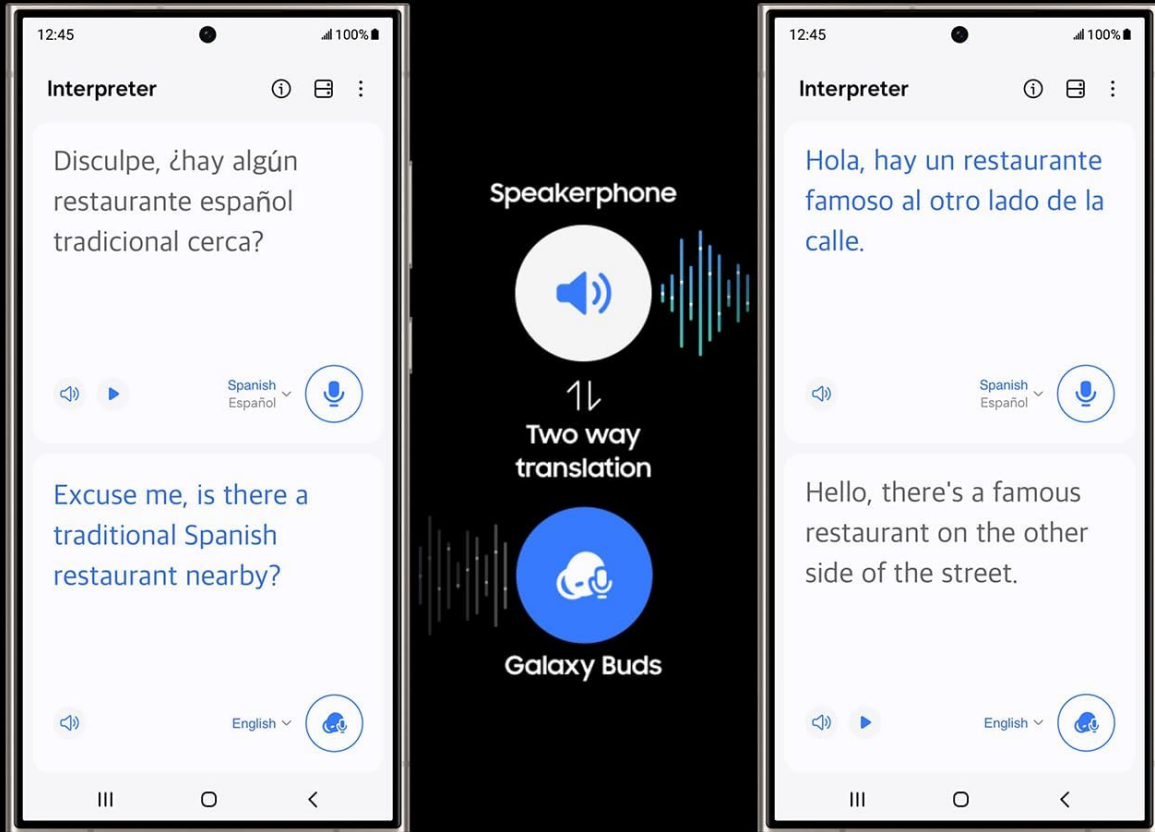 12:45
100%
Interpreter
Disculpe, ¿hay algún
restaurante español
tradicional cerca?
Spanish
Español
Excuse me, is there a
traditional Spanish
restaurant nearby?
English
Speakerphone
Two way
translation
Galaxy Buds
12:45
100%
Interpreter
Hola, hay un restaurante
famoso al otro lado de la
calle.
Spanish
Español
Hello, there's a famous
restaurant on the other
side of the street.
English